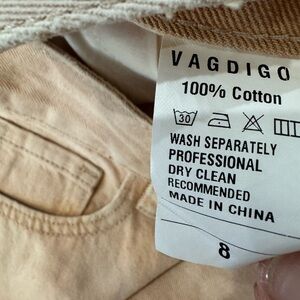 VAGDIGO
100% Cotton
30
WASH SEPARATELY
PROFESSIONAL
DRY CLEAN
RECOMMENDED
MADE IN CHINA
8